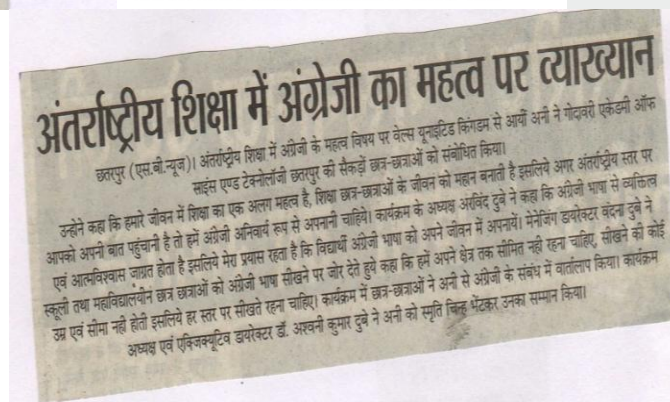 अंतर्राष्ट्रीय शिक्षा में अंग्रेजी का महत्व पर व्याख्यान
छतरपुर (एस.बी.न्यूज)। अंतर्राष्ट्रीय शिक्षा में अंग्रेजी के महत्व विषय पर वेल्स यूनाइटिड किंगडम से आयीं अनी ने गोदावरी एकेडमी ऑफ
साइंस एण्ड टेक्नोलॉजी छतरपुर की सैकड़ों छात्र-छात्राओं को संबोधित किया।
उन्होंने कहा कि हमारे जीवन में शिक्षा का एक अलग महत्व है, शिक्षा छात्र-छात्राओं के जीवन को महान बनाती है इसलिये अगर अंतर्राष्ट्रीय स्तर पर
आपको अपनी बात पहुंचानी है तो हमें अंग्रेजी अनिवार्य रूप से अपनानी चाहिये। कार्यक्रम के अध्यक्ष अरविंद दुबे ने कहा कि अंग्रेजी भाषा से व्यक्तित्व
एवं आत्मविश्वास जाग्रत होता है इसलिये मेरा प्रयास रहता है कि विद्यार्थी अंग्रेजी भाषा को अपने जीवन में अपनायें। मेनेजिंग डायरेक्टर वंदना दुबे ने
स्कूली तथा महाविद्यालयीन छात्र छात्राओं को अंग्रेजी भाषा सीखने पर जोर देते हुये कहा कि हमें अपने क्षेत्र तक सीमित नही रहना चाहिए, सीखने की कोई
उम्र एवं सीमा नही होती इसलिये हर स्तर पर सीखते रहना चाहिए। कार्यक्रम में छात्र-छात्राओं ने अनी से अंग्रेजी के संबंध में वार्तालाप किया। कार्यक्रम
अध्यक्ष एवं एक्जिक्यूटिव डायरेक्टर डॉ. अश्वनी कुमार दुबे ने अनी को स्मृति चिन्ह भेंटकर उनका सम्मान किया।